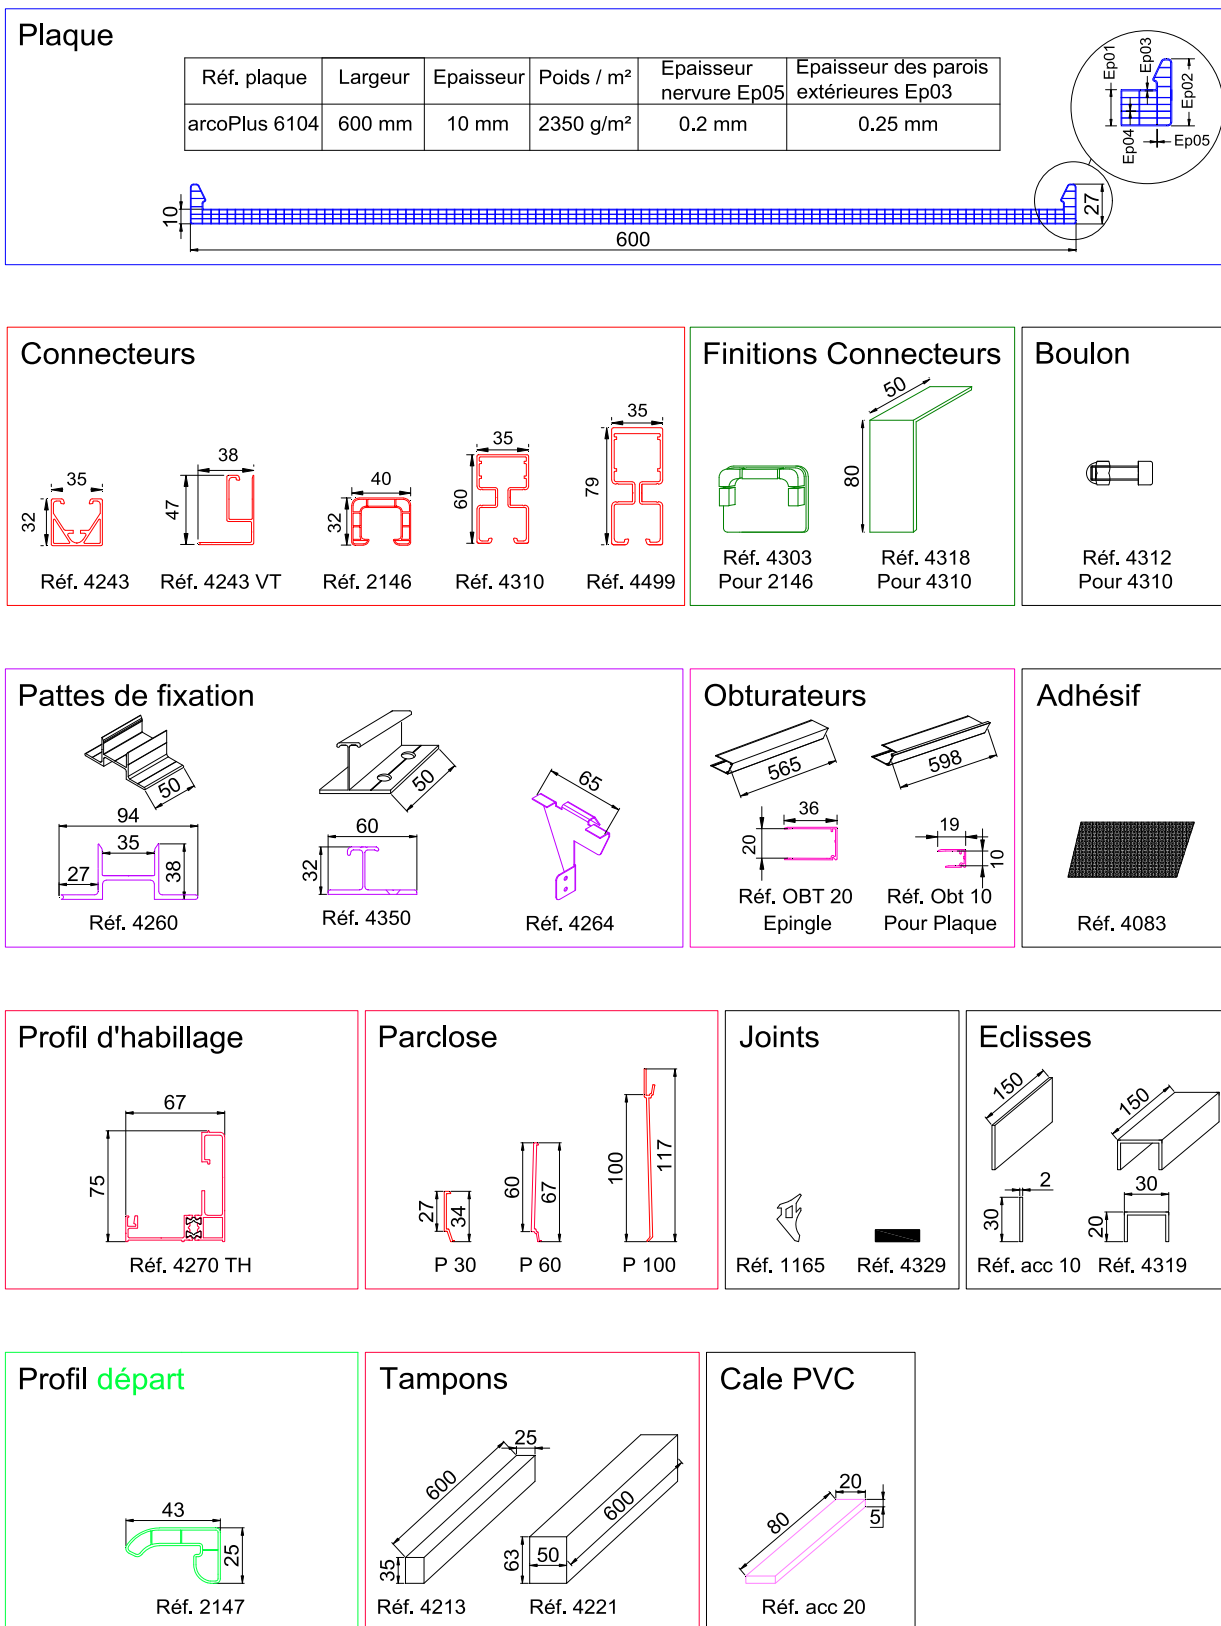 Plaque
Réf. plaque Largeur Epaisseur Poids / m² Epaisseur nervure Ep05 Epaisseur des parois extérieures Ep03
arcoPlus 6104 600 mm 10 mm 2350 g/m² 0.2 mm 0.25 mm
Ep01 Ep03 Ep02 Ep04 Ep05
10 600 27
Connecteurs
35 32 38 47 40 32 35 60 35 79
Réf. 4243 Réf. 4243 VT Réf. 2146 Réf. 4310 Réf. 4499
Finitions Connecteurs
50 80
Réf. 4303 Réf. 4318
Pour 2146 Pour 4310
Boulon
Réf. 4312
Pour 4310
Pattes de fixation
50 50 65
94 35 27 38 60 32
Réf. 4260 Réf. 4350 Réf. 4264
Obturateurs
565 598
36 20 19 10
Réf. OBT 20 Réf. Obt 10
Epingle Pour Plaque
Adhésif
Réf. 4083
Profil d'habillage
67 75
Réf. 4270 TH
Parclose
27 34 60 67 100 117
P 30 P 60 P 100
Joints
Réf. 1165 Réf. 4329
Eclisses
150 150
2 30 30 20
Réf. acc 10 Réf. 4319
Profil départ
43 25
Réf. 2147
Tampons
600 25 35 600 63 50
Réf. 4213 Réf. 4221
Cale PVC
80 20 5
Réf. acc 20